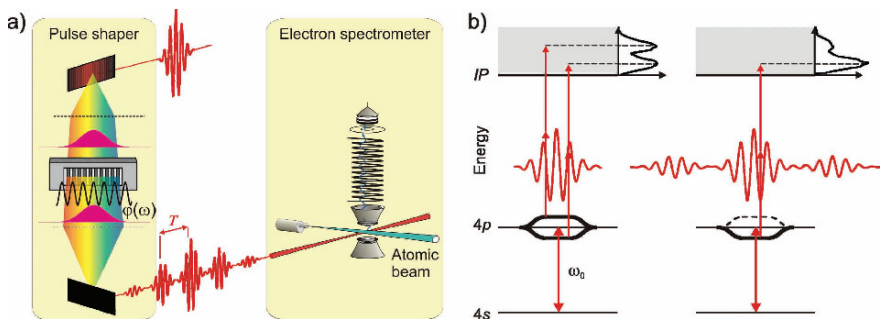 a)
Pulse shaper
φ(ω)
T
Electron spectrometer
Atomic
beam
b)
IP
Energy
4p
ω₀
4s